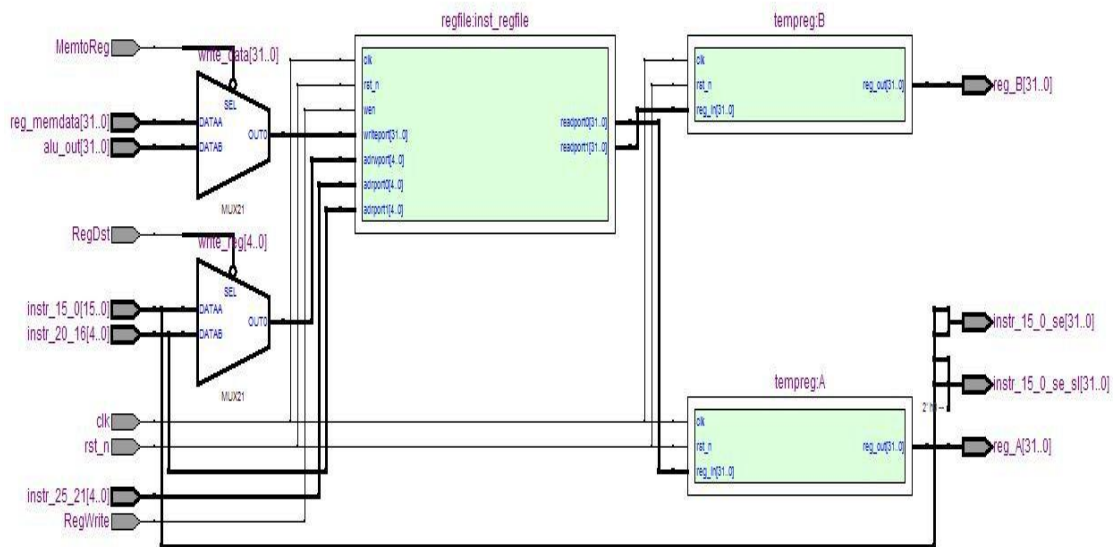 regfile:inst_regfile
tempreg:B
MemtoReg
write_data[31..0]
SEL
reg_memdata[31..0]
alu_out[31..0]
DATAA
DATAB
OUT0
MUX21
clk
rst_n
wen
writeport[31..0]
adrwport[4..0]
adrport0[4..0]
adrport1[4..0]
readport0[31..0]
readport1[31..0]
clk
rst_n
reg_in[31..0]
reg_out[31..0]
reg_B[31..0]
RegDst
write_reg[4..0]
SEL
instr_15_0[15..0]
instr_20_16[4..0]
DATAA
DATAB
OUT0
MUX21
instr_15_0_se[31..0]
instr_15_0_se_sl[31..0]
tempreg:A
clk
rst_n
clk
rst_n
reg_in[31..0]
reg_out[31..0]
reg_A[31..0]
instr_25_21[4..0]
RegWrite